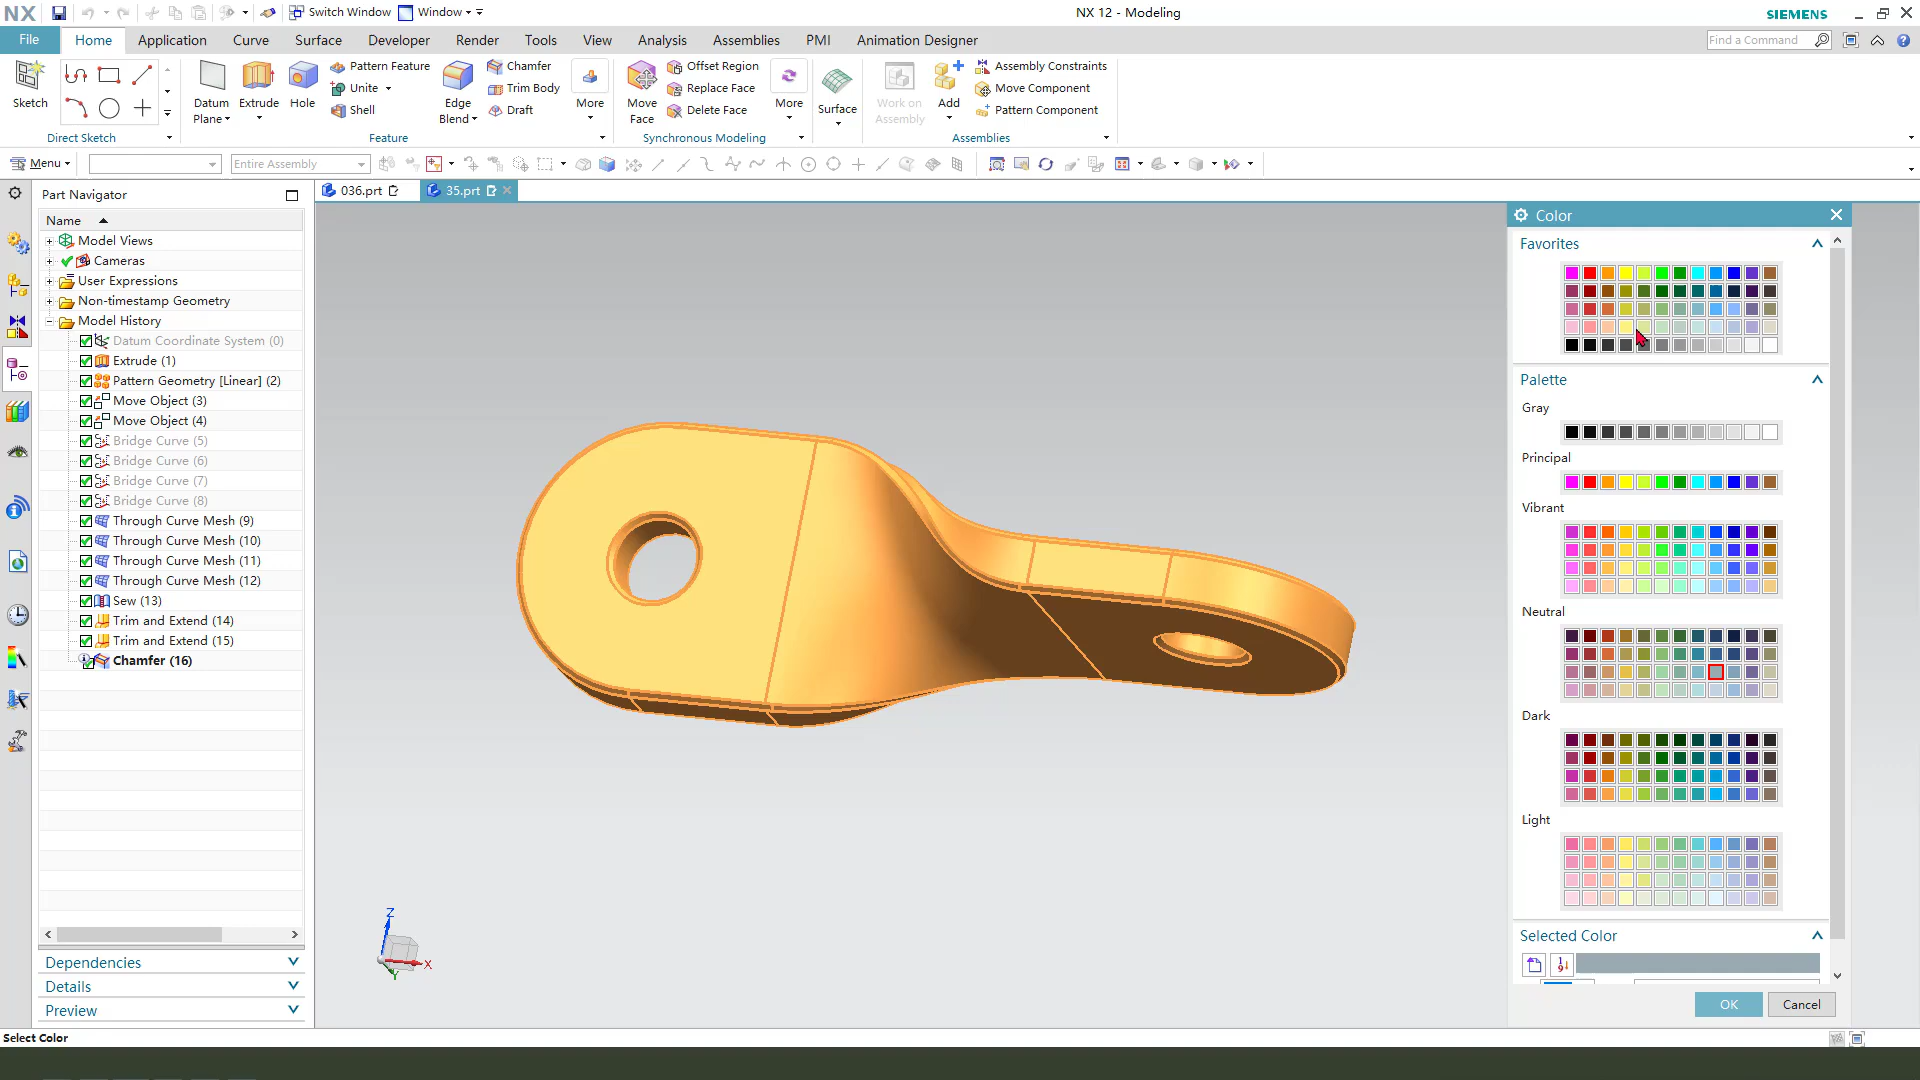 NX
Switch Window
Window
NX 12 - Modeling
SIEMENS
File
Home
Application
Curve
Surface
Developer
Render
Tools
View
Analysis
Assemblies
PMI
Animation Designer
Find a Command
Sketch
Direct Sketch
Datum
Plane
Extrude
Hole
Pattern Feature
Unite
Shell
Edge
Blend
Chamfer
Trim Body
Draft
More
Feature
Move
Face
Offset Region
Replace Face
Delete Face
More
Synchronous Modeling
Surface
Work on
Assembly
Add
Assembly Constraints
Move Component
Pattern Component
Assemblies
Menu
Entire Assembly
Part Navigator
036.prt
35.prt
Name
Model Views
Cameras
User Expressions
Non-timestamp Geometry
Model History
Datum Coordinate System (0)
Extrude (1)
Pattern Geometry [Linear] (2)
Move Object (3)
Move Object (4)
Bridge Curve (5)
Bridge Curve (6)
Bridge Curve (7)
Bridge Curve (8)
Through Curve Mesh (9)
Through Curve Mesh (10)
Through Curve Mesh (11)
Through Curve Mesh (12)
Sew (13)
Trim and Extend (14)
Trim and Extend (15)
Chamfer (16)
Dependencies
Details
Preview
Z
X
Y
Color
Favorites
Palette
Gray
Principal
Vibrant
Neutral
Dark
Light
Selected Color
OK
Cancel
Select Color